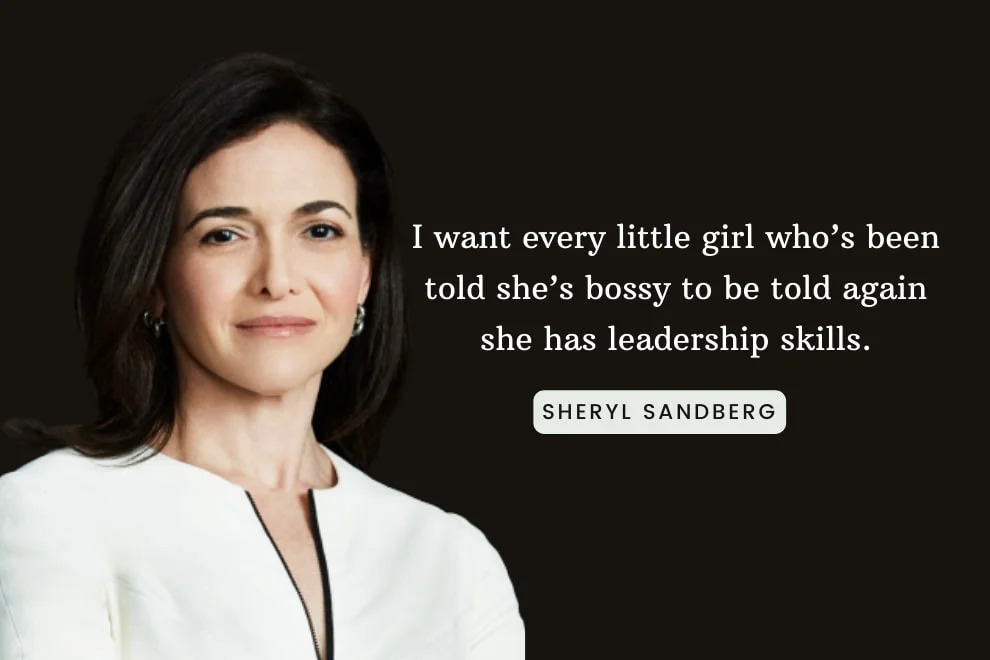 I want every little girl who’s been
told she’s bossy to be told again
she has leadership skills.
SHERYL SANDBERG